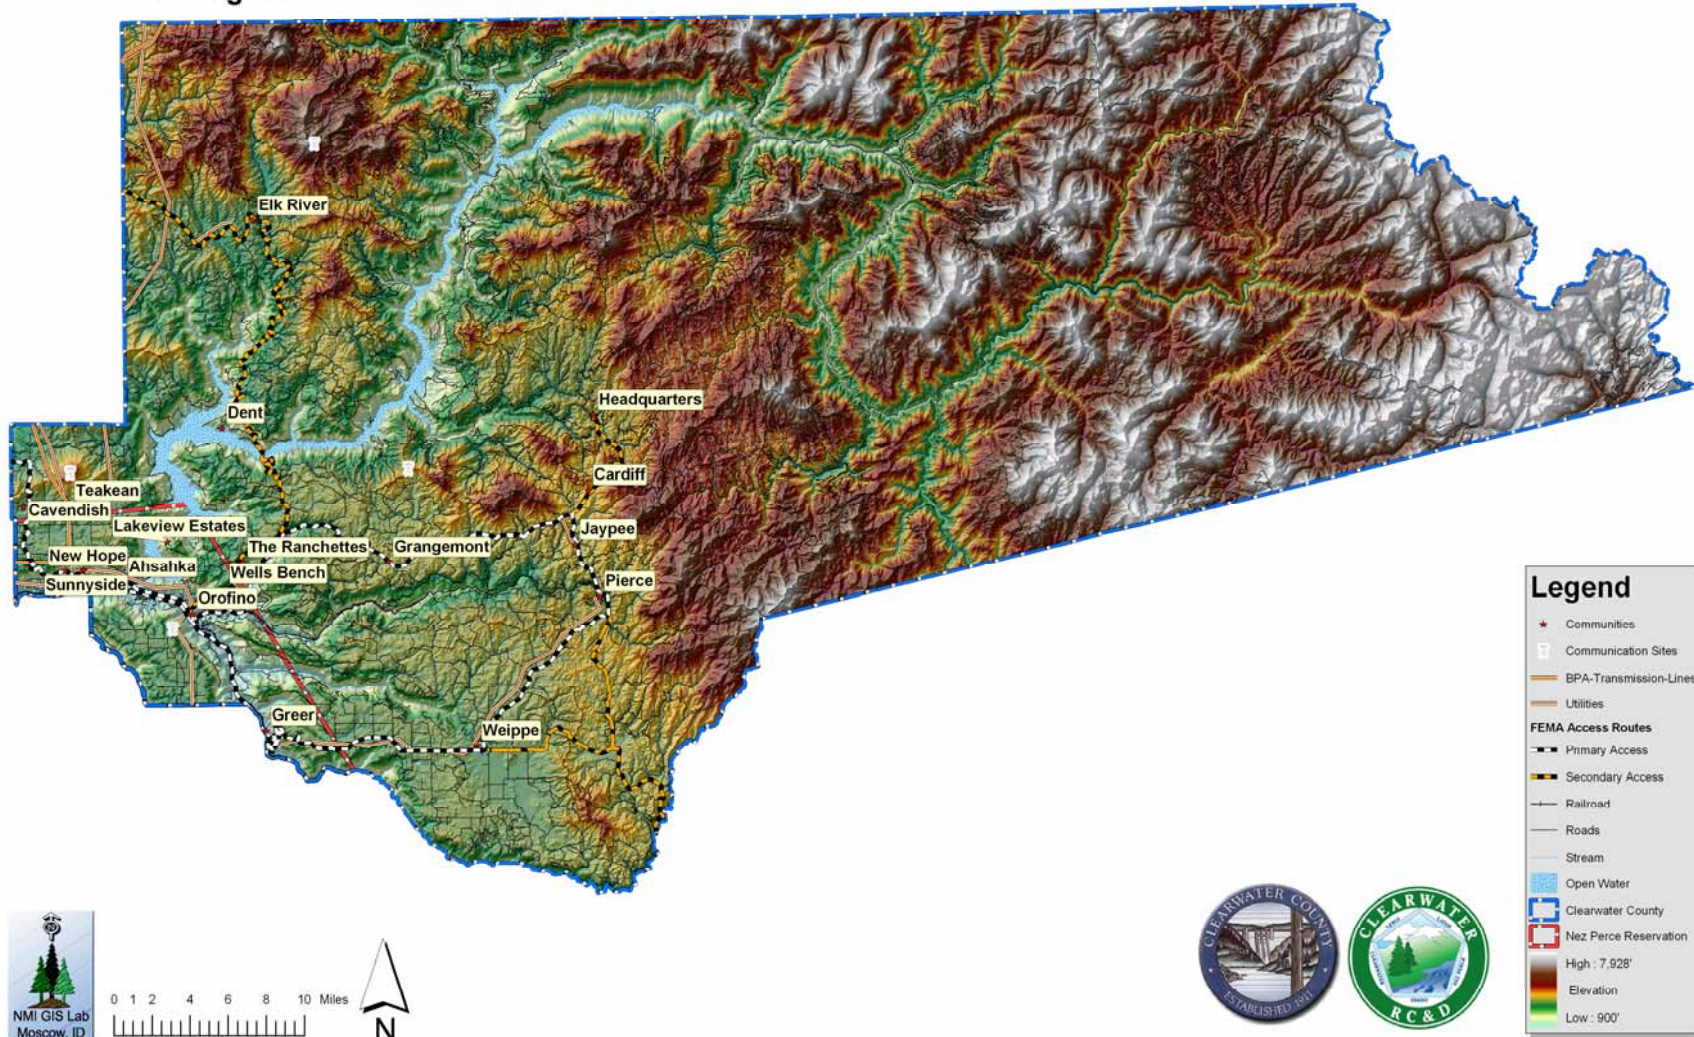 Elk River
Headquarters
Dent
Cardiff
Teakean
Cavendish
Lakeview Estates
Jaypee
The Ranchettes
Grangemont
New Hope
Ahsahka
Wells Bench
Sunnyside
Pierce
Orofino
Greer
Weippe
Legend
Communities
Communication Sites
BPA-Transmission-Lines
Utilities
FEMA Access Routes
Primary Access
Secondary Access
Railroad
Roads
Stream
Open Water
Clearwater County
Nez Perce Reservation
High : 7,928'
Elevation
Low : 900'
NMI GIS Lab
Moscow, ID
0 1 2 4 6 8 10 Miles
N
CLEARWATER COUNTY
ESTABLISHED 1911
CLEARWATER
RC&D